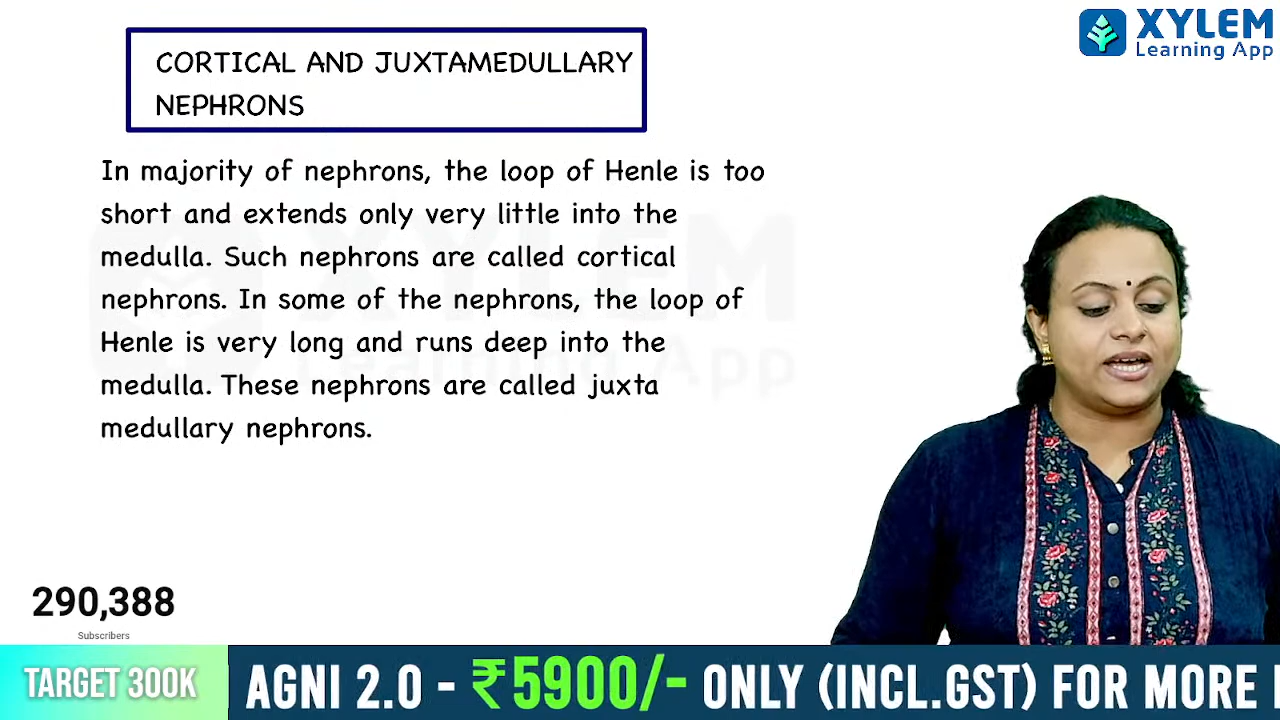 XYLEM
Learning App
CORTICAL AND JUXTAMEDULLARY
NEPHRONS
In majority of nephrons, the loop of Henle is too
short and extends only very little into the
medulla. Such nephrons are called cortical
nephrons. In some of the nephrons, the loop of
Henle is very long and runs deep into the
medulla. These nephrons are called juxta
medullary nephrons.
XYLEM
Learning App
290,388
Subscribers
TARGET 300K
AGNI 2.0 - ₹5900/- ONLY (INCL.GST) FOR MORE